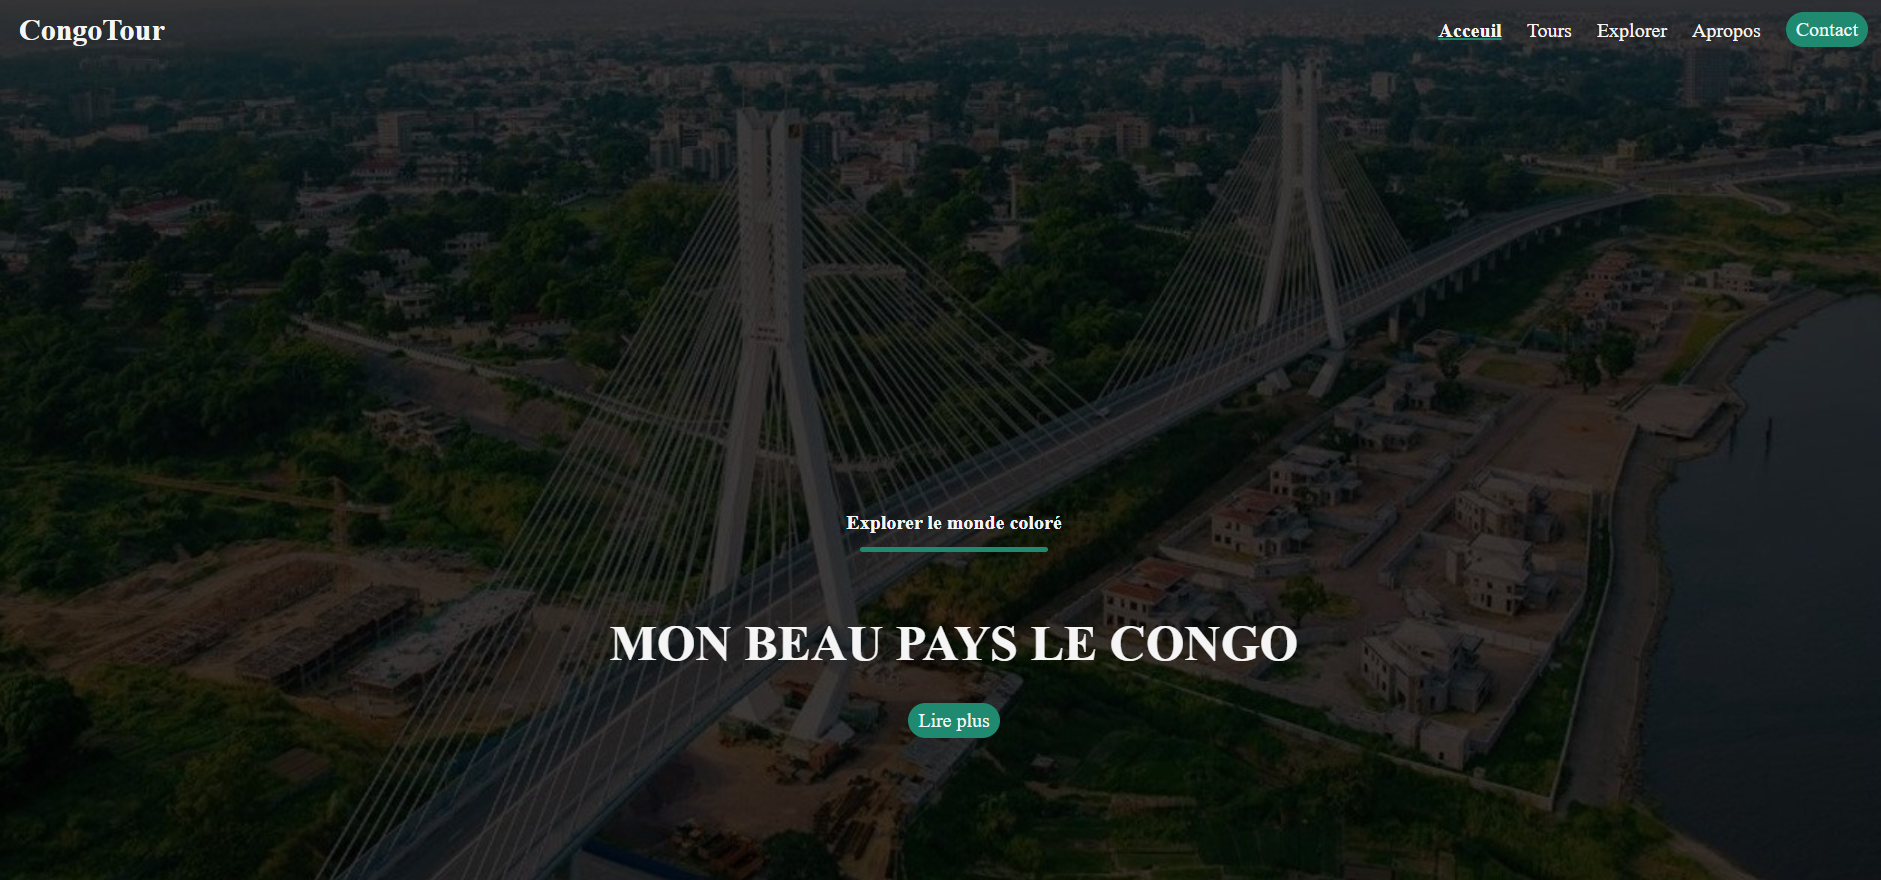 CongoTour
Acceuil Tours Explorer Apropos Contact
Explorer le monde coloré
MON BEAU PAYS LE CONGO
Lire plus